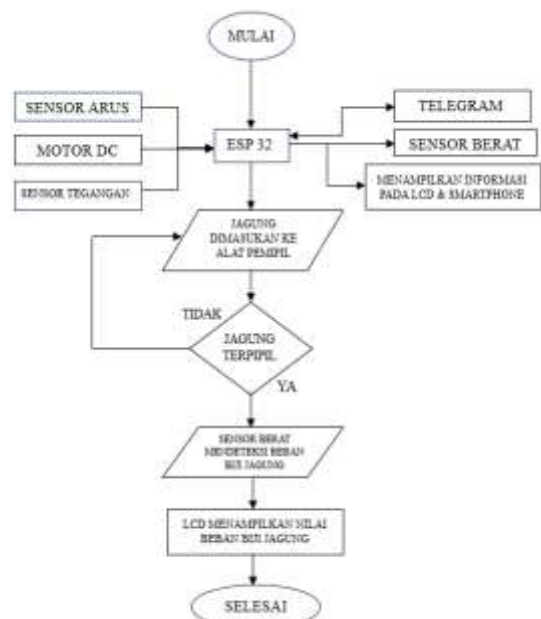 MULAI
SENSOR ARUS
MOTOR DC
SENSOR TEGANGAN
ESP 32
TELEGRAM
SENSOR BERAT
MENAMPILKAN INFORMASI
PADA LCD & SMARTPHONE
JAGUNG
DIMASUKAN KE
ALAT PEMIPIL
TIDAK
JAGUNG
TERPIPIL
YA
SENSOR BERAT
MENDETEKSI BEBAN
BIJI JAGUNG
LCD MENAMPILKAN NILAI
BEBAN BIJI JAGUNG
SELESAI